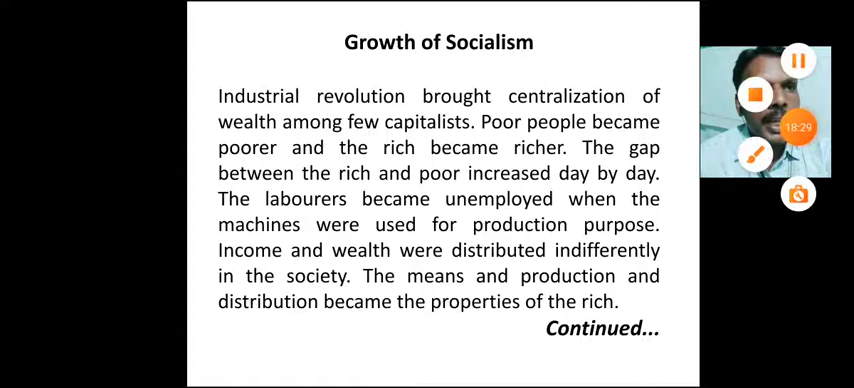 Growth of Socialism
Industrial revolution brought centralization of
wealth among few capitalists. Poor people became
poorer and the rich became richer. The gap
between the rich and poor increased day by day.
The labourers became unemployed when the
machines were used for production purpose.
Income and wealth were distributed indifferently
in the society. The means and production and
distribution became the properties of the rich.
Continued...
18:29